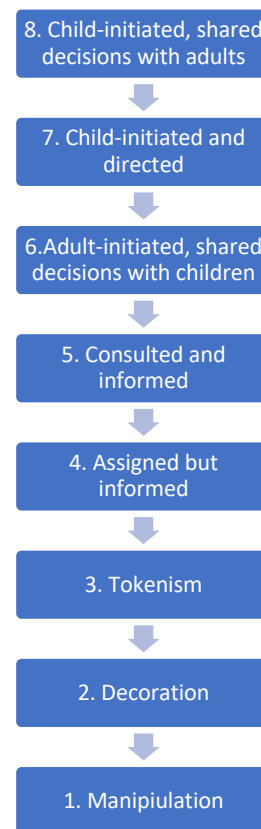 8. Child-initiated, shared
decisions with adults
7. Child-initiated and
directed
6.Adult-initiated, shared
decisions with children
5. Consulted and
informed
4. Assigned but
informed
3. Tokenism
2. Decoration
1. Manipiulation